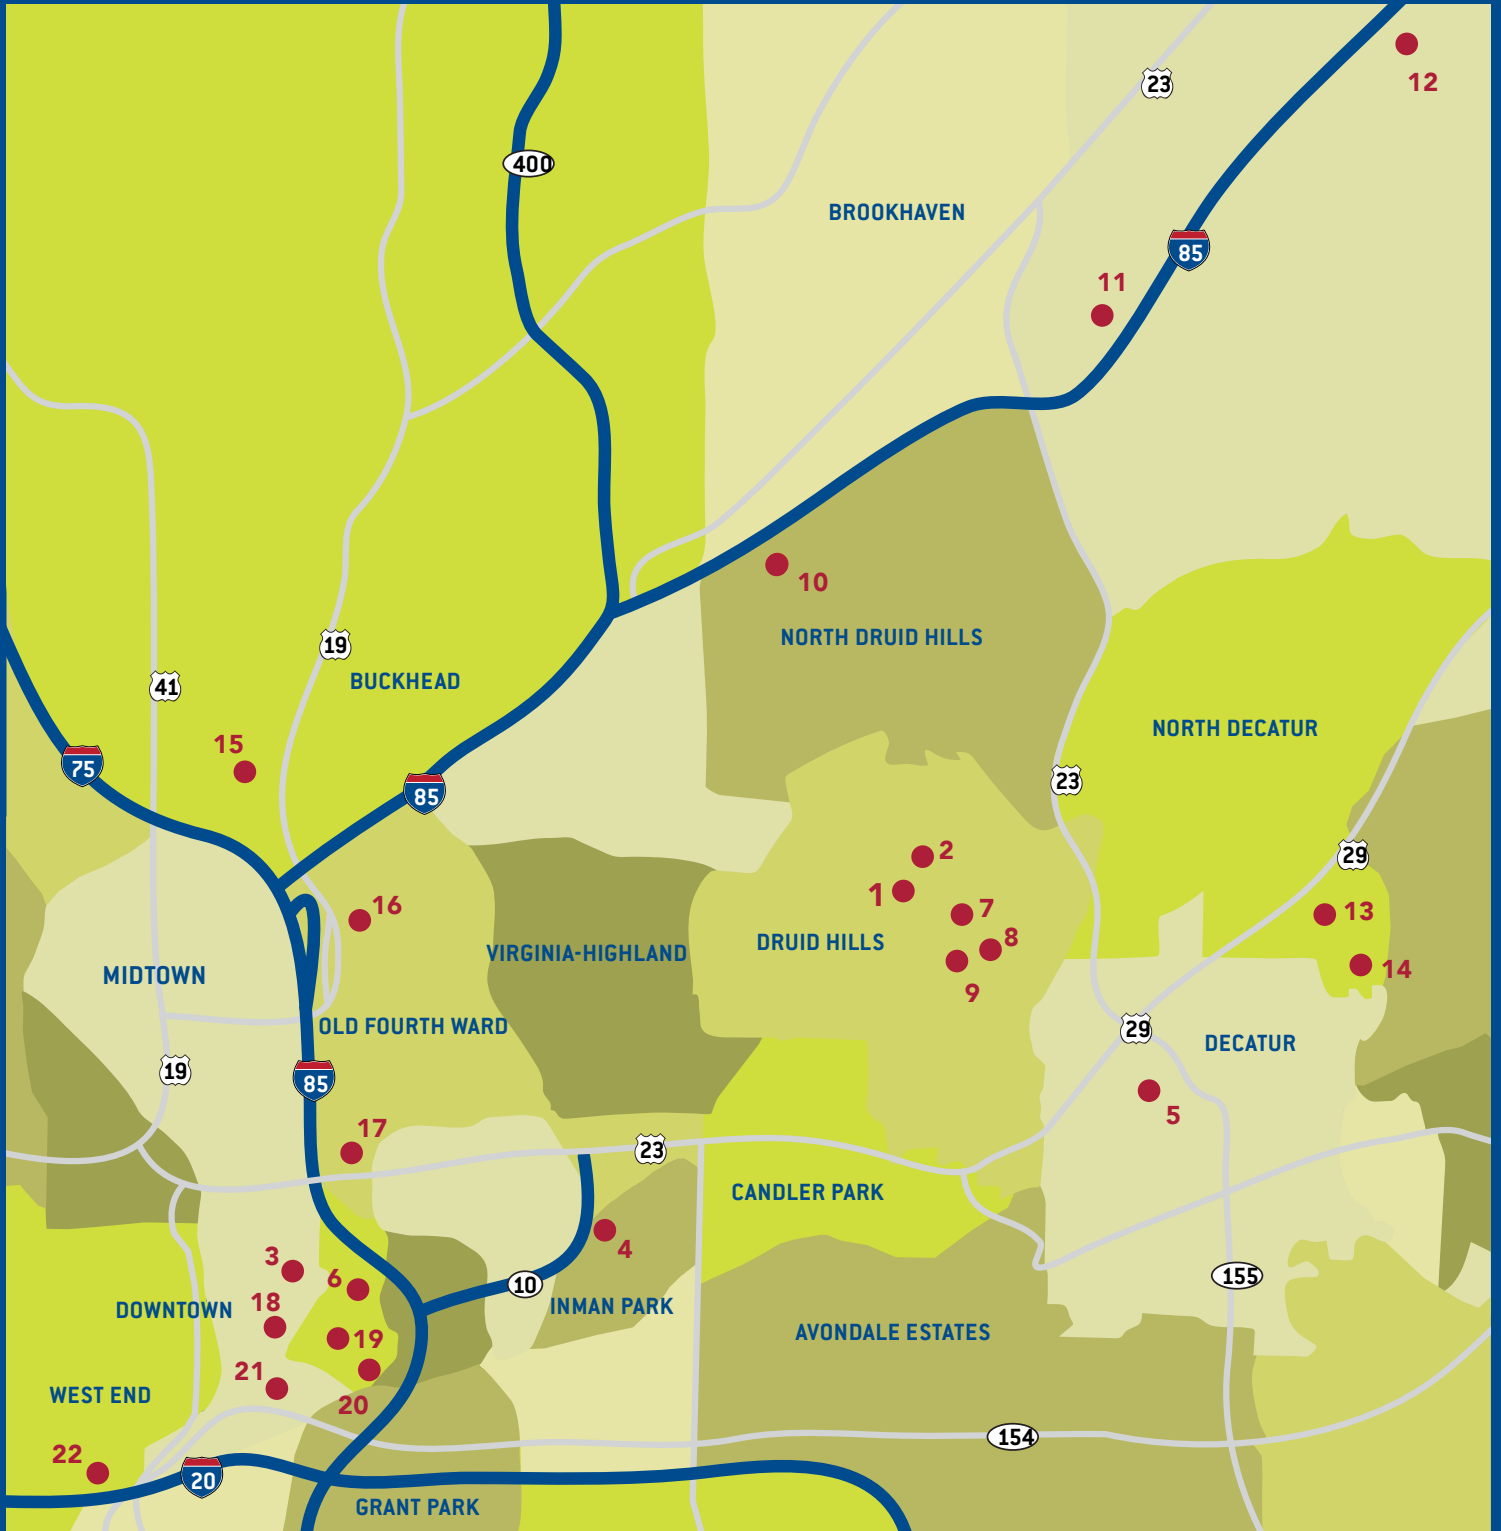 12
23
400
BROOKHAVEN
85
11
10
NORTH DRUID HILLS
19
BUCKHEAD
41
NORTH DECATUR
15
75
23
85
2
29
1
16
7
13
8
DRUID HILLS
VIRGINIA-HIGHLAND
14
MIDTOWN
9
OLD FOURTH WARD
29
DECATUR
19
85
5
17
23
CANDLER PARK
4
3
6
155
10
18
DOWNTOWN
INMAN PARK
19
AVONDALE ESTATES
21
WEST END
20
154
22
20
GRANT PARK